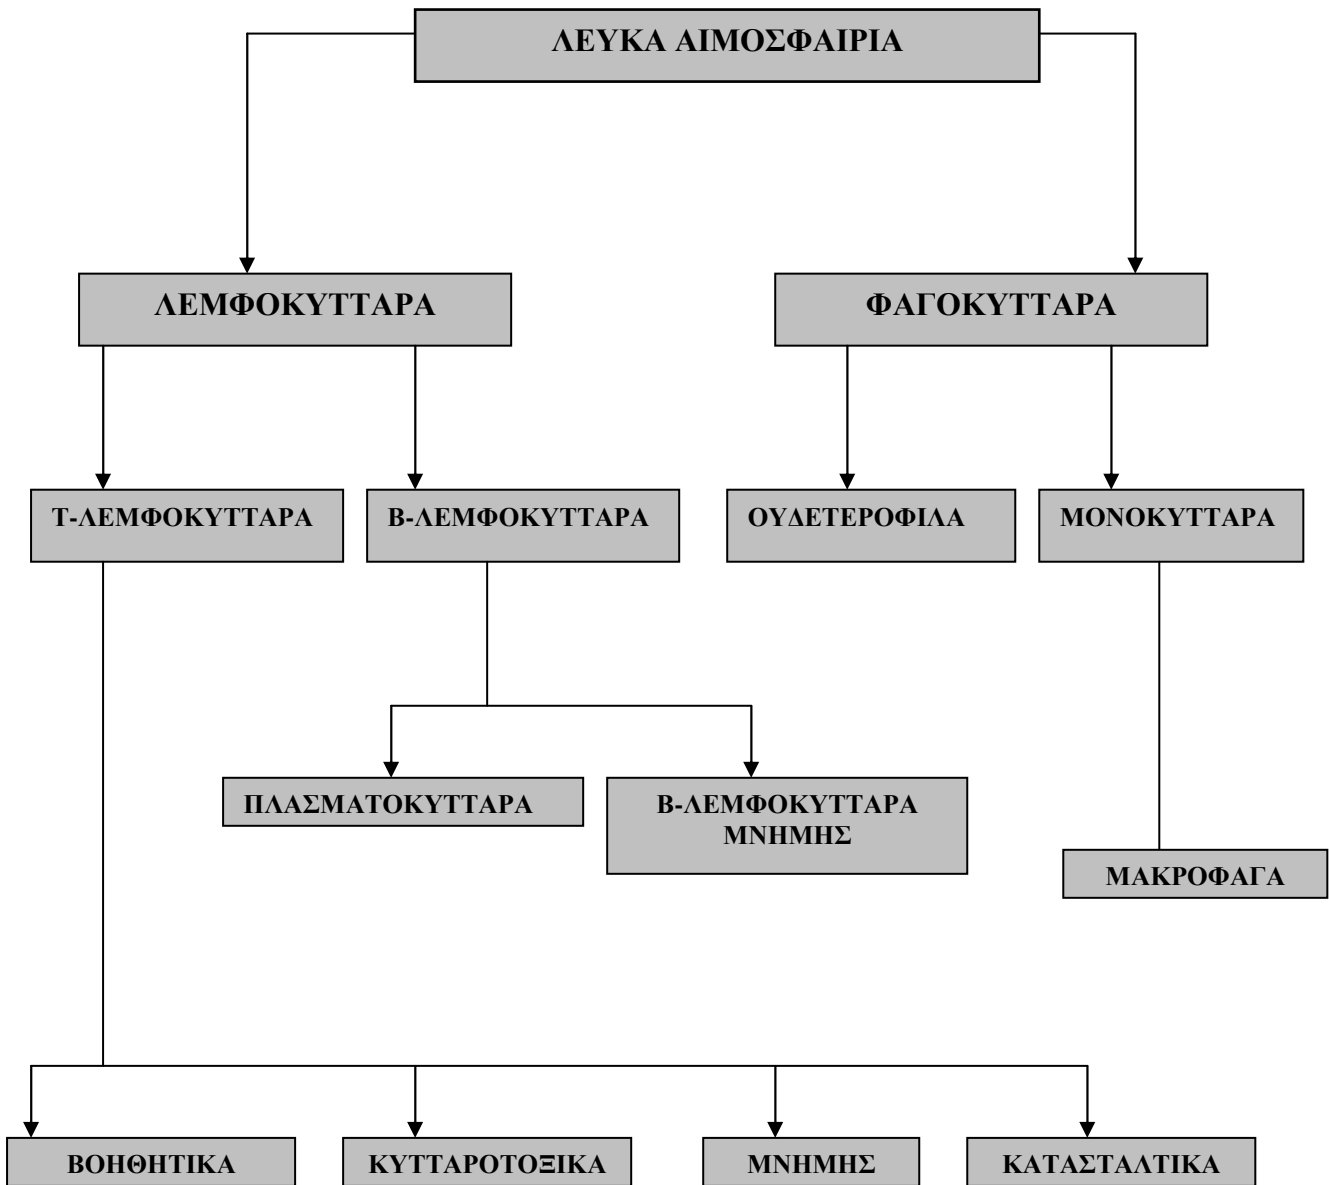 ΛΕΥΚΑ ΑΙΜΟΣΦΑΙΡΙΑ
ΛΕΜΦΟΚΥΤΤΑΡΑ
ΦΑΓΟΚΥΤΤΑΡΑ
Τ-ΛΕΜΦΟΚΥΤΤΑΡΑ
Β-ΛΕΜΦΟΚΥΤΤΑΡΑ
ΟΥΔΕΤΕΡΟΦΙΛΑ
ΜΟΝΟΚΥΤΤΑΡΑ
ΠΛΑΣΜΑΤΟΚΥΤΤΑΡΑ
Β-ΛΕΜΦΟΚΥΤΤΑΡΑ
ΜΝΗΜΗΣ
ΜΑΚΡΟΦΑΓΑ
ΒΟΗΘΗΤΙΚΑ
ΚΥΤΤΑΡΟΤΟΞΙΚΑ
ΜΝΗΜΗΣ
ΚΑΤΑΣΤΑΛΤΙΚΑ